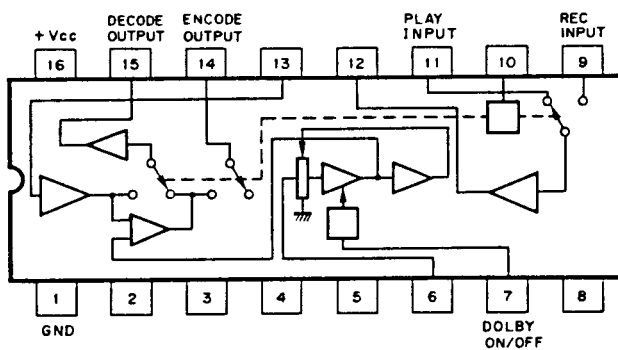 DECODE OUTPUT
ENCODE OUTPUT
PLAY INPUT
REC INPUT
+ Vcc
16 15 14 13 12 11 10 9
1 2 3 4 5 6 7 8
GND
DOLBY ON/OFF